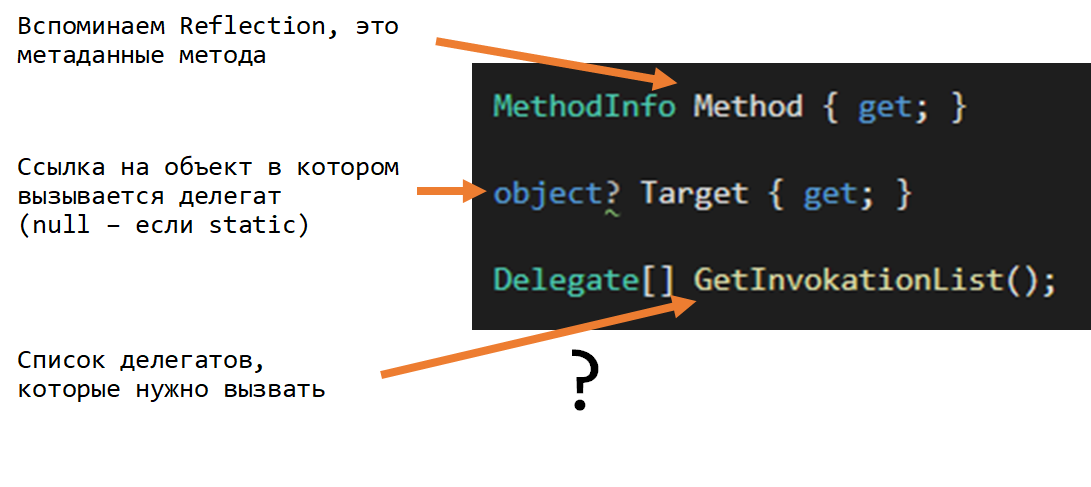 Вспоминаем Reflection, это
метаданные метода
MethodInfo Method { get; }
Ссылка на объект в котором
вызывается делегат
(null – если static)
object? Target { get; }
Delegate[] GetInvokationList();
Список делегатов,
которые нужно вызвать
?